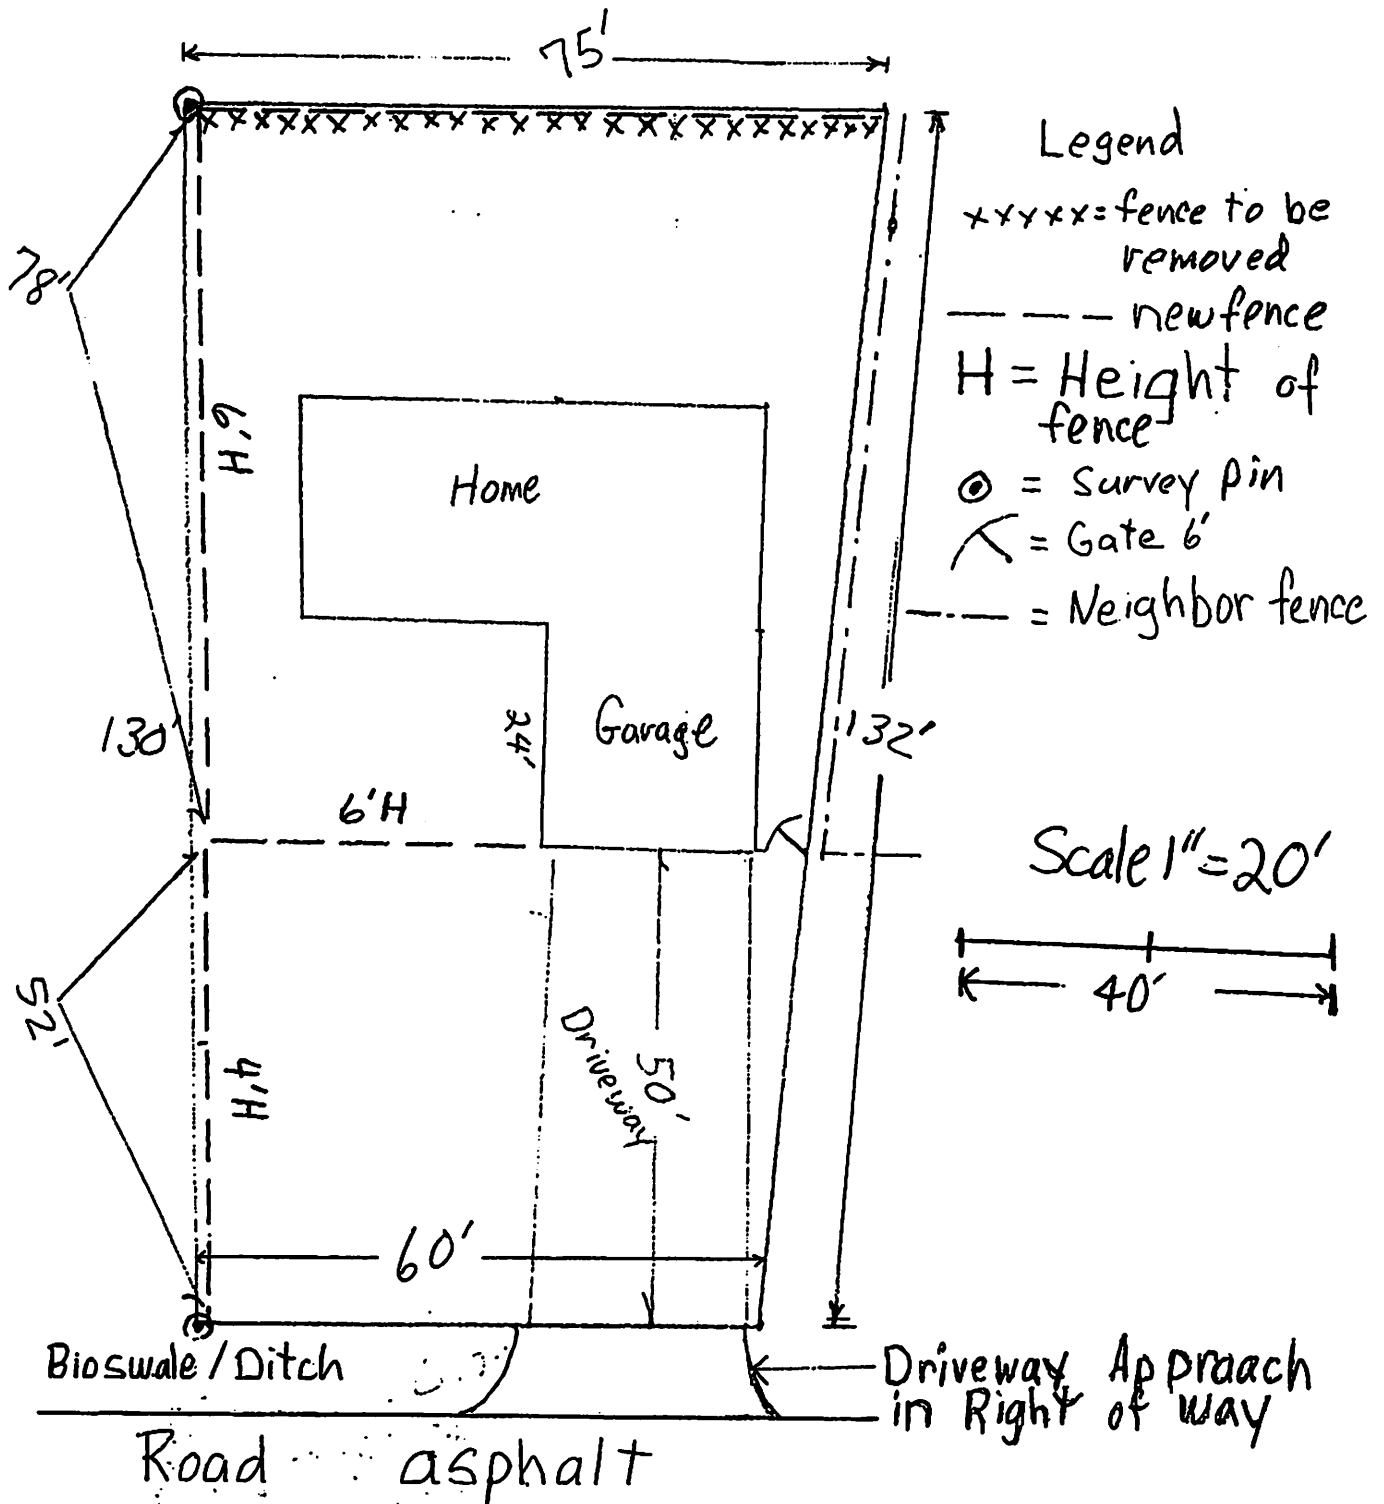 75'
Legend
xxxxx = fence to be
removed
78'
— — — new fence
H = Height of
fence
6'H
Home
⊙ = Survey pin
= Gate 6'
—·— = Neighbor fence
130'
24'
Garage
132'
6'H
Scale 1" = 20'
40'
52'
Driveway
50'
4'H
60'
Bioswale / Ditch
Driveway Appraach
in Right of Way
Road asphalt